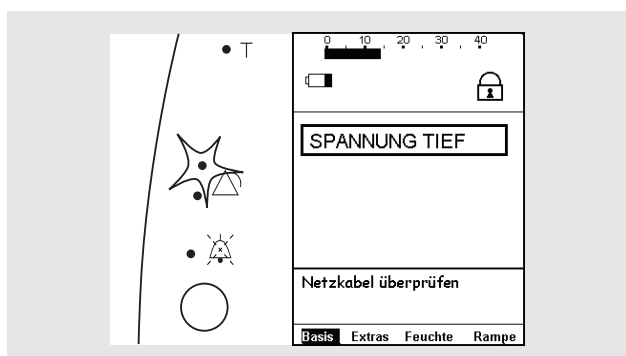 0 10 20 30 40
T
SPANNUNG TIEF
Netzkabel überprüfen
Basis Extras Feuchte Rampe